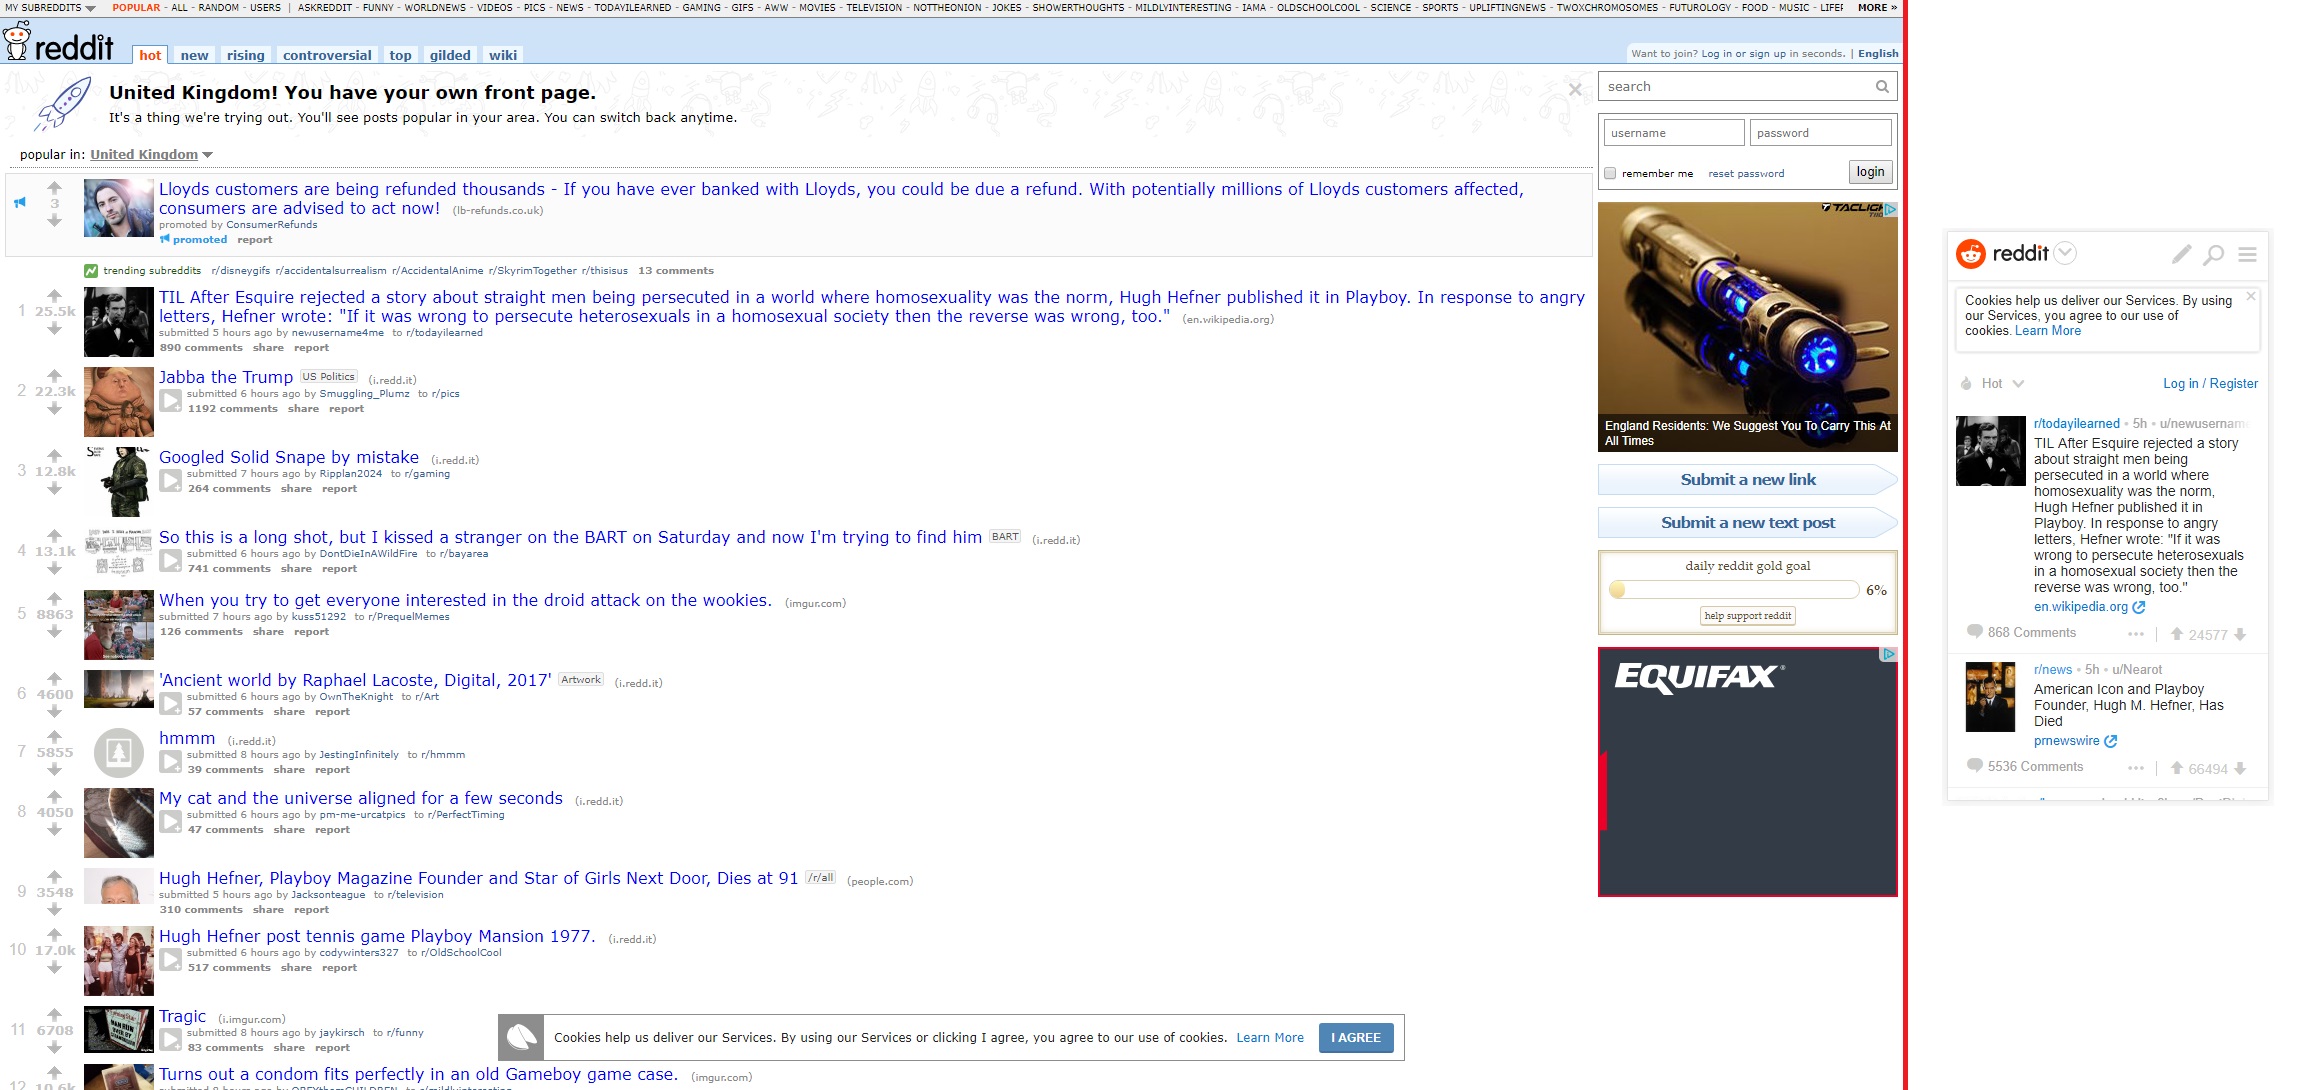 MY SUBREDDITS POPULAR - ALL - RANDOM - USERS | ASKREDDIT - FUNNY - WORLDNEWS - VIDEOS - PICS - NEWS - TODAYILEARNED - GAMING - GIFS - AWW - MOVIES - TELEVISION - NOTTHEONION - JOKES - SHOWERTHOUGHTS - MILDLYINTERESTING - IAMA - OLDSCHOOLCOOL - SCIENCE - SPORTS - UPLIFTINGNEWS - TWOXCHROMOSOMES - FUTUROLOGY - FOOD - MUSIC - LIFEP MORE »
reddit hot new rising controversial top gilded wiki
Want to join? Log in or sign up in seconds. | English
United Kingdom! You have your own front page.
It's a thing we're trying out. You'll see posts popular in your area. You can switch back anytime.
popular in: United Kingdom
3
Lloyds customers are being refunded thousands - If you have ever banked with Lloyds, you could be due a refund. With potentially millions of Lloyds customers affected,
consumers are advised to act now! (lb-refunds.co.uk)
promoted by ConsumerRefunds
promoted report
trending subreddits r/disneygifs r/accidentalsurrealism r/AccidentalAnime r/SkyrimTogether r/thisisus 13 comments
1 25.5k
TIL After Esquire rejected a story about straight men being persecuted in a world where homosexuality was the norm, Hugh Hefner published it in Playboy. In response to angry
letters, Hefner wrote: "If it was wrong to persecute heterosexuals in a homosexual society then the reverse was wrong, too." (en.wikipedia.org)
submitted 5 hours ago by newusername4me to r/todayilearned
890 comments share report
2 22.3k
Jabba the Trump US Politics (i.redd.it)
submitted 6 hours ago by Smuggling_Plumz to r/pics
1192 comments share report
3 12.8k
Googled Solid Snape by mistake (i.redd.it)
submitted 7 hours ago by Ripplan2024 to r/gaming
264 comments share report
4 13.1k
So this is a long shot, but I kissed a stranger on the BART on Saturday and now I'm trying to find him BART (i.redd.it)
submitted 6 hours ago by DontDieInAWildFire to r/bayarea
741 comments share report
5 8863
When you try to get everyone interested in the droid attack on the wookies. (imgur.com)
submitted 7 hours ago by kuss51292 to r/PrequelMemes
126 comments share report
6 4600
'Ancient world by Raphael Lacoste, Digital, 2017' Artwork (i.redd.it)
submitted 6 hours ago by OwnTheKnight to r/Art
57 comments share report
7 5855
hmmm (i.redd.it)
submitted 8 hours ago by JestingInfinitely to r/hmmm
39 comments share report
8 4050
My cat and the universe aligned for a few seconds (i.redd.it)
submitted 6 hours ago by pm-me-urcatpics to r/PerfectTiming
47 comments share report
9 3548
Hugh Hefner, Playboy Magazine Founder and Star of Girls Next Door, Dies at 91 /r/all (people.com)
submitted 5 hours ago by Jacksonteague to r/television
310 comments share report
10 17.0k
Hugh Hefner post tennis game Playboy Mansion 1977. (i.redd.it)
submitted 6 hours ago by codywinters327 to r/OldSchoolCool
517 comments share report
11 6708
Tragic (i.imgur.com)
submitted 8 hours ago by jaykirsch to r/funny
83 comments share report
12 10.6k
Turns out a condom fits perfectly in an old Gameboy game case. (imgur.com)
Cookies help us deliver our Services. By using our Services or clicking I agree, you agree to our use of cookies. Learn More I AGREE
search
username password
remember me reset password login
England Residents: We Suggest You To Carry This At
All Times
Submit a new link
Submit a new text post
daily reddit gold goal
6%
help support reddit
EQUIFAX
reddit
Cookies help us deliver our Services. By using
our Services, you agree to our use of
cookies. Learn More
Hot Log in / Register
r/todayilearned • 5h • u/newusernam
TIL After Esquire rejected a story
about straight men being
persecuted in a world where
homosexuality was the norm,
Hugh Hefner published it in
Playboy. In response to angry
letters, Hefner wrote: "If it was
wrong to persecute heterosexuals
in a homosexual society then the
reverse was wrong, too."
en.wikipedia.org
868 Comments 24577
r/news • 5h • u/Nearot
American Icon and Playboy
Founder, Hugh M. Hefner, Has
Died
prnewswire
5536 Comments 66494